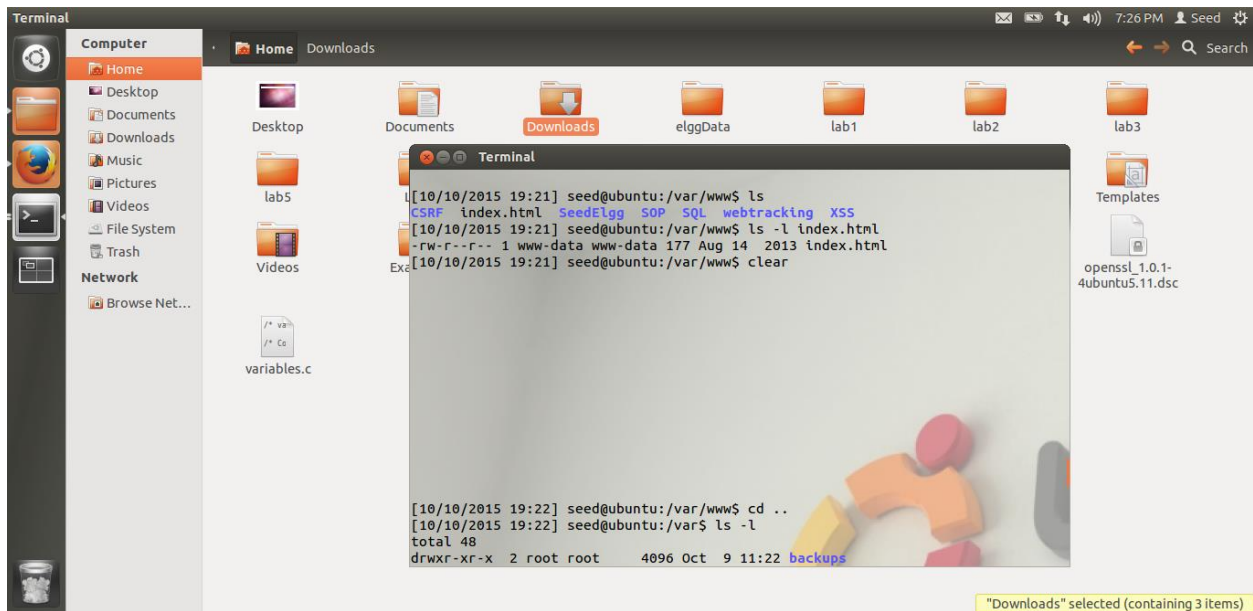 Terminal
7:26 PM Seed
Computer
Home
Desktop
Documents
Downloads
Music
Pictures
Videos
File System
Trash
Network
Browse Net...
Home Downloads
Search
Desktop Documents Downloads elggData lab1 lab2 lab3
lab5
Templates
Videos
Exa
openssl_1.0.1-
4ubuntu5.11.dsc
/* va
/* Co
variables.c
Terminal
[10/10/2015 19:21] seed@ubuntu:/var/www$ ls
CSRF index.html SeedElgg SOP SQL webtracking XSS
[10/10/2015 19:21] seed@ubuntu:/var/www$ ls -l index.html
-rw-r--r-- 1 www-data www-data 177 Aug 14 2013 index.html
[10/10/2015 19:21] seed@ubuntu:/var/www$ clear
[10/10/2015 19:22] seed@ubuntu:/var/www$ cd ..
[10/10/2015 19:22] seed@ubuntu:/var$ ls -l
total 48
drwxr-xr-x 2 root root 4096 Oct 9 11:22 backups
"Downloads" selected (containing 3 items)